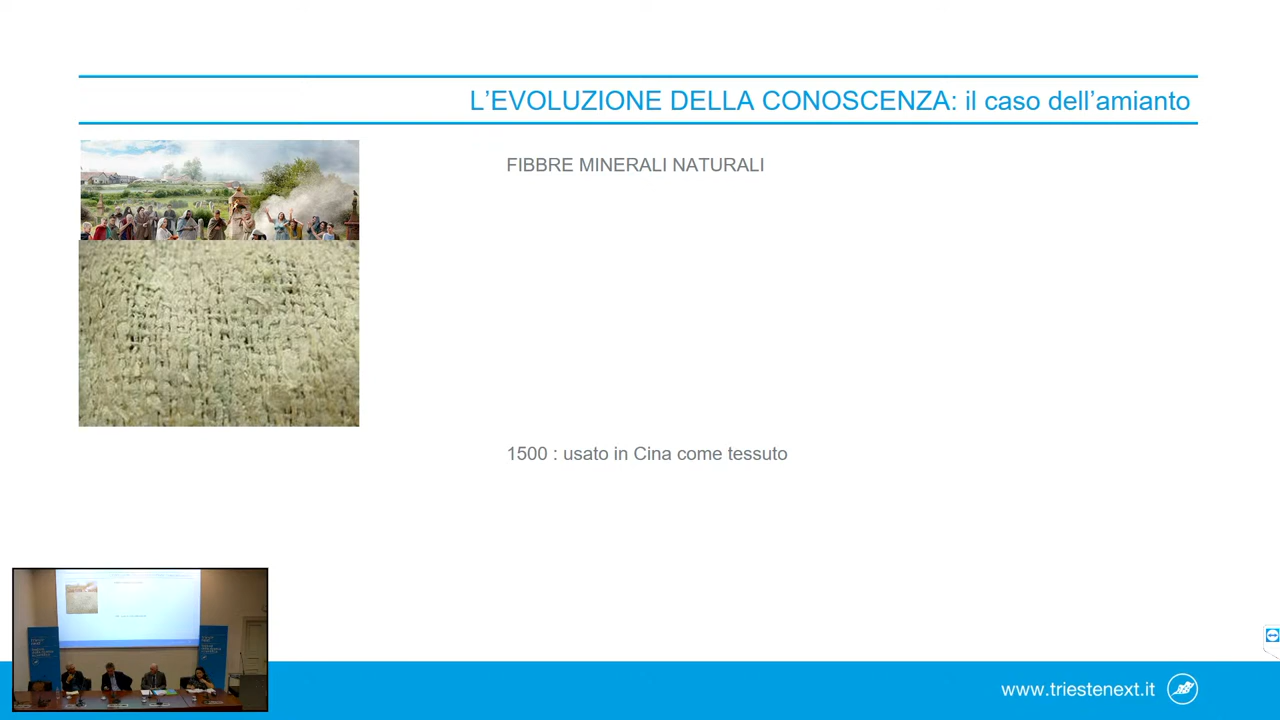 L’EVOLUZIONE DELLA CONOSCENZA: il caso dell’amianto
FIBBRE MINERALI NATURALI
1500 : usato in Cina come tessuto
www.triestenext.it